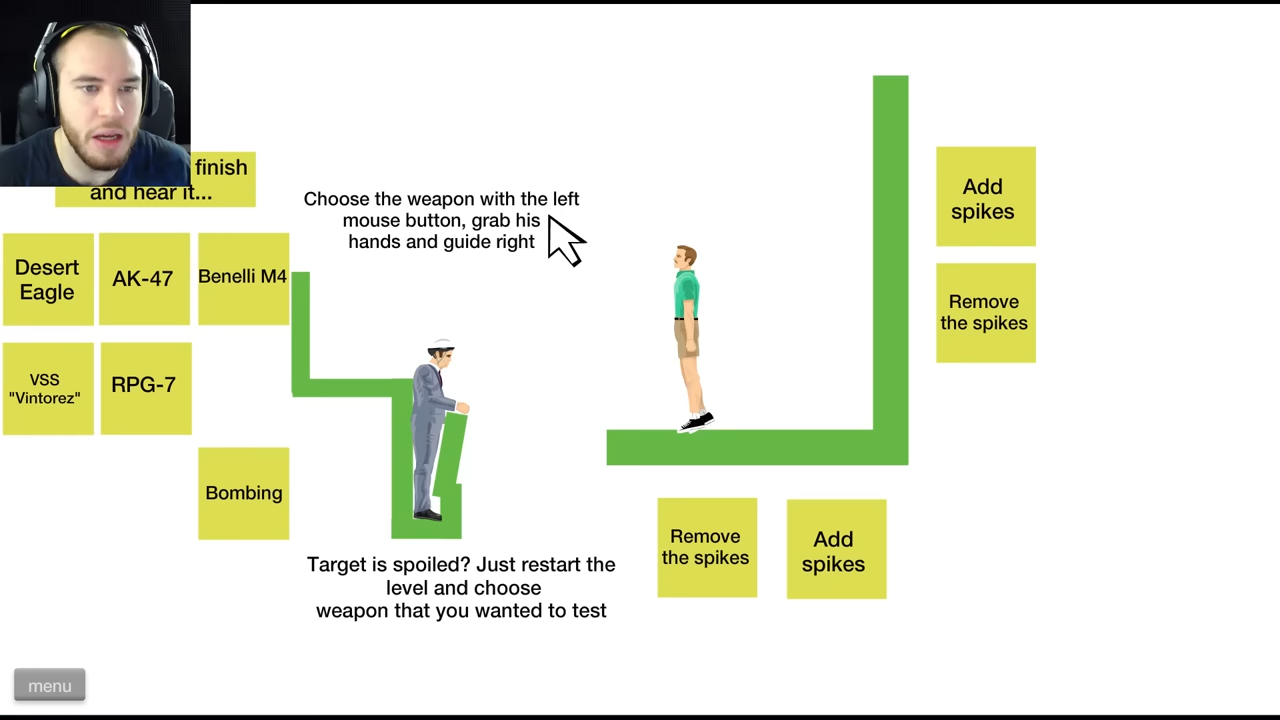 finish
and hear it...
Choose the weapon with the left
mouse button, grab his
hands and guide right
Desert
Eagle
AK-47
Benelli M4
VSS
"Vintorez"
RPG-7
Bombing
Add
spikes
Remove
the spikes
Remove
the spikes
Add
spikes
Target is spoiled? Just restart the
level and choose
weapon that you wanted to test
menu